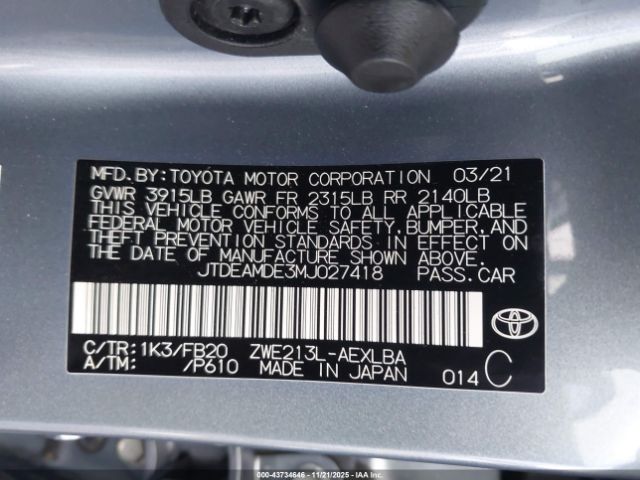 MFD. BY: TOYOTA MOTOR CORPORATION 03/21
GVWR 3915LB GAWR FR 2315LB RR 2140LB
THIS VEHICLE CONFORMS TO ALL APPLICABLE
FEDERAL MOTOR VEHICLE SAFETY, BUMPER, AND
THEFT PREVENTION STANDARDS IN EFFECT ON
THE DATE OF MANUFACTURE SHOWN ABOVE.
JTDEAMDE3MJ027418 PASS. CAR
C/TR: 1K3/FB20 ZWE213L-AEXLBA
A/TM: /P610 MADE IN JAPAN 014 C
TOYOTA
000-43734646 - IAAI.COM - 11/21/2025